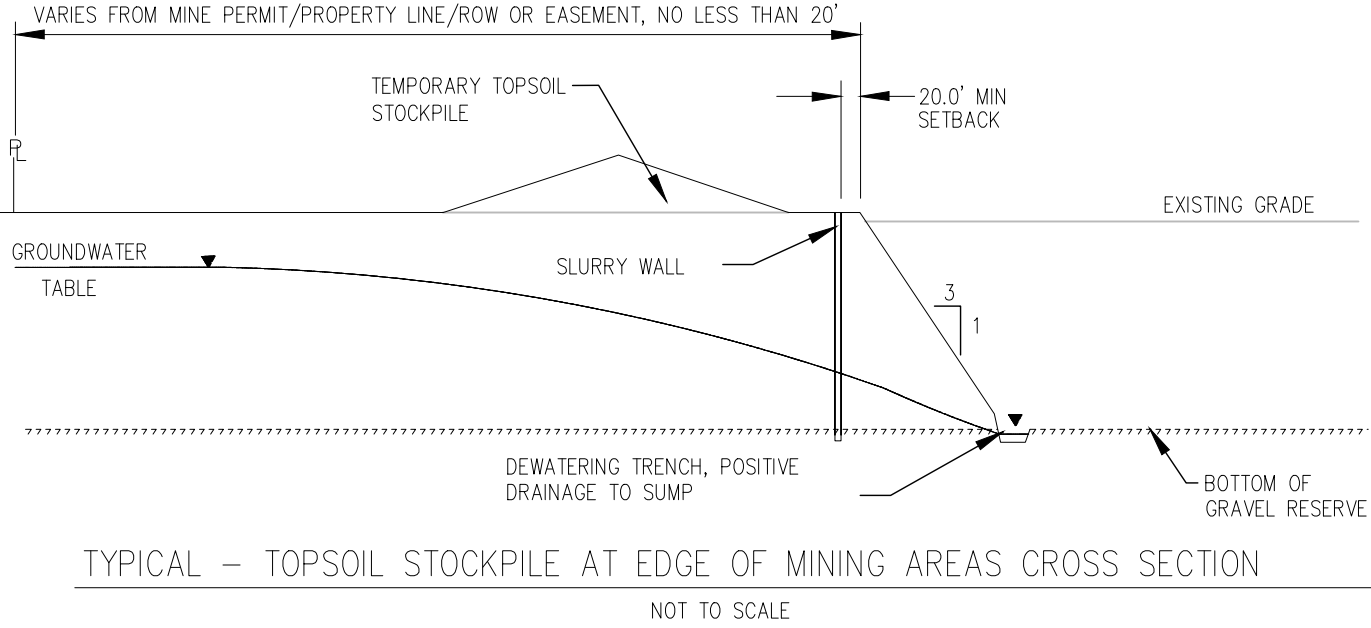 VARIES FROM MINE PERMIT/PROPERTY LINE/ROW OR EASEMENT, NO LESS THAN 20'
TEMPORARY TOPSOIL
STOCKPILE
20.0' MIN
SETBACK
PL
EXISTING GRADE
GROUNDWATER
TABLE
SLURRY WALL
3
1
DEWATERING TRENCH, POSITIVE
DRAINAGE TO SUMP
BOTTOM OF
GRAVEL RESERVE
TYPICAL – TOPSOIL STOCKPILE AT EDGE OF MINING AREAS CROSS SECTION
NOT TO SCALE